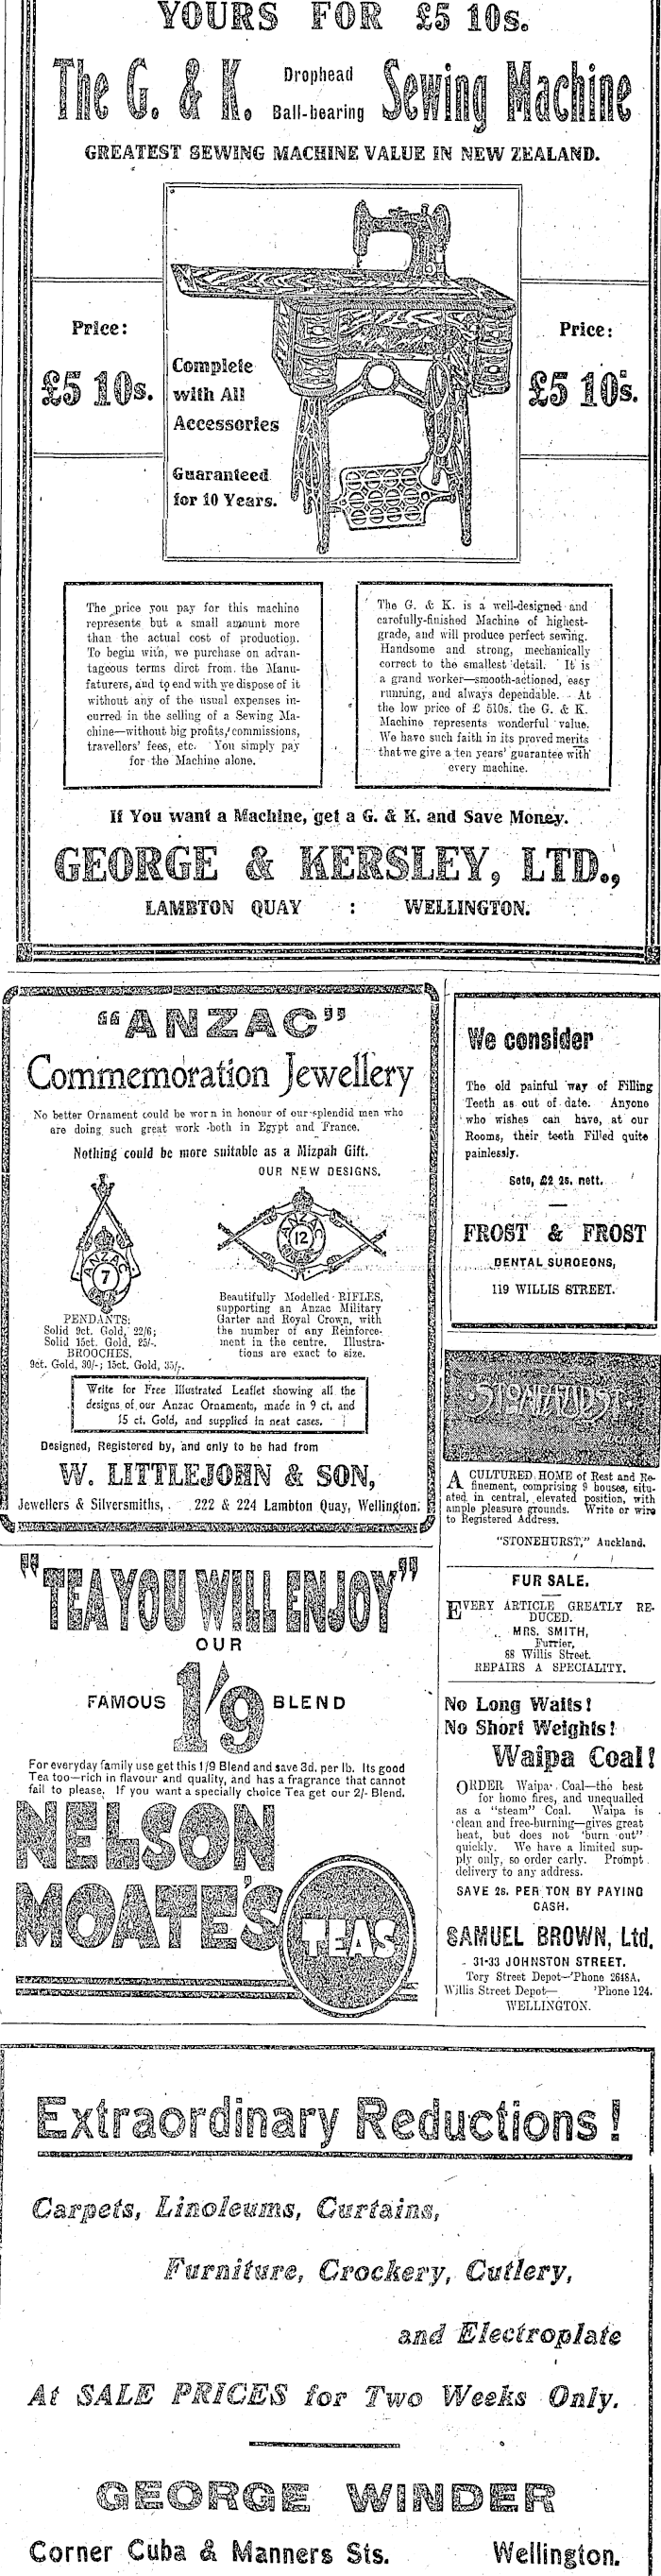 YOURS FOR £5 10s.
The G. & K. Drophead Ball-bearing Sewing Machine
GREATEST SEWING MACHINE VALUE IN NEW ZEALAND.
Price:
£5 10s.
Complete
with All
Accessories
Guaranteed
for 10 Years.
Price:
£5 10s.
The price you pay for this machine
represents but a small amount more
than the actual cost of production.
To begin with, we purchase on advan-
tageous terms dirct from the Manu-
faturers, and to end with we dispose of it
without any of the usual expenses in-
curred in the selling of a Sewing Ma-
chine—without big profits, commissions,
travellers' fees, etc. You simply pay
for the Machine alone.
The G. & K. is a well-designed and
carefully-finished Machine of highest-
grade, and will produce perfect sewing.
Handsome and strong, mechanically
correct to the smallest detail. It is
a grand worker—smooth-actioned, easy
running, and always dependable. At
the low price of £ 510s. the G. & K.
Machine represents wonderful value.
We have such faith in its proved merits
that we give a ten years' guarantee with
every machine.
If You want a Machine, get a G. & K. and Save Money.
GEORGE & KERSLEY, LTD.,
LAMBTON QUAY : WELLINGTON.
"ANZAC"
Commemoration Jewellery
No better Ornament could be worn in honour of our splendid men who
are doing such great work both in Egypt and France.
Nothing could be more suitable as a Mizpah Gift.
OUR NEW DESIGNS.
ANZAC
7
ANZAC
12
PENDANTS:
Solid 9ct. Gold, 22/6;
Solid 15ct. Gold, 25/-.
BROOCHES.
9ct. Gold, 30/-; 15ct. Gold, 35/-.
Beautifully Modelled RIFLES,
supporting an Anzac Military
Garter and Royal Crown, with
the number of any Reinforce-
ment in the centre. Illustra-
tions are exact to size.
Write for Free Illustrated Leaflet showing all the
designs of our Anzac Ornaments, made in 9 ct. and
15 ct. Gold, and supplied in neat cases.
Designed, Registered by, and only to be had from
W. LITTLEJOHN & SON,
Jewellers & Silversmiths, 222 & 224 Lambton Quay, Wellington.
"TEA YOU WILL ENJOY"
OUR
FAMOUS 1/9 BLEND
For everyday family use get this 1/9 Blend and save 3d. per lb. Its good
Tea too—rich in flavour and quality, and has a fragrance that cannot
fail to please. If you want a specially choice Tea get our 2/- Blend.
NELSON
MOATE'S
TEAS
We consider
The old painful way of Filling
Teeth as out of date. Anyone
who wishes can have, at our
Rooms, their teeth Filled quite
painlessly.
Sets, £2 2s. nett.
FROST & FROST
DENTAL SURGEONS,
119 WILLIS STREET.
STONEHURST
A CULTURED HOME of Rest and Re-
finement, comprising 9 houses, situ-
ated in central, elevated position, with
ample pleasure grounds. Write or wire
to Registered Address.
"STONEHURST," Auckland.
FUR SALE.
EVERY ARTICLE GREATLY RE-
DUCED.
MRS. SMITH,
Furrier,
88 Willis Street.
REPAIRS A SPECIALITY.
No Long Waits!
No Short Weights!
Waipa Coal!
ORDER Waipa Coal—the best
for home fires, and unequalled
as a "steam" Coal. Waipa is
clean and free-burning—gives great
heat, but does not "burn out"
quickly. We have a limited sup-
ply only, so order early. Prompt
delivery to any address.
SAVE 2s. PER TON BY PAYING
CASH.
SAMUEL BROWN, Ltd.
31-33 JOHNSTON STREET.
Tory Street Depot—'Phone 2648A.
Willis Street Depot— 'Phone 124.
WELLINGTON.
Extraordinary Reductions!
Carpets, Linoleums, Curtains,
Furniture, Crockery, Cutlery,
and Electroplate
At SALE PRICES for Two Weeks Only.
GEORGE WINDER
Corner Cuba & Manners Sts. Wellington.